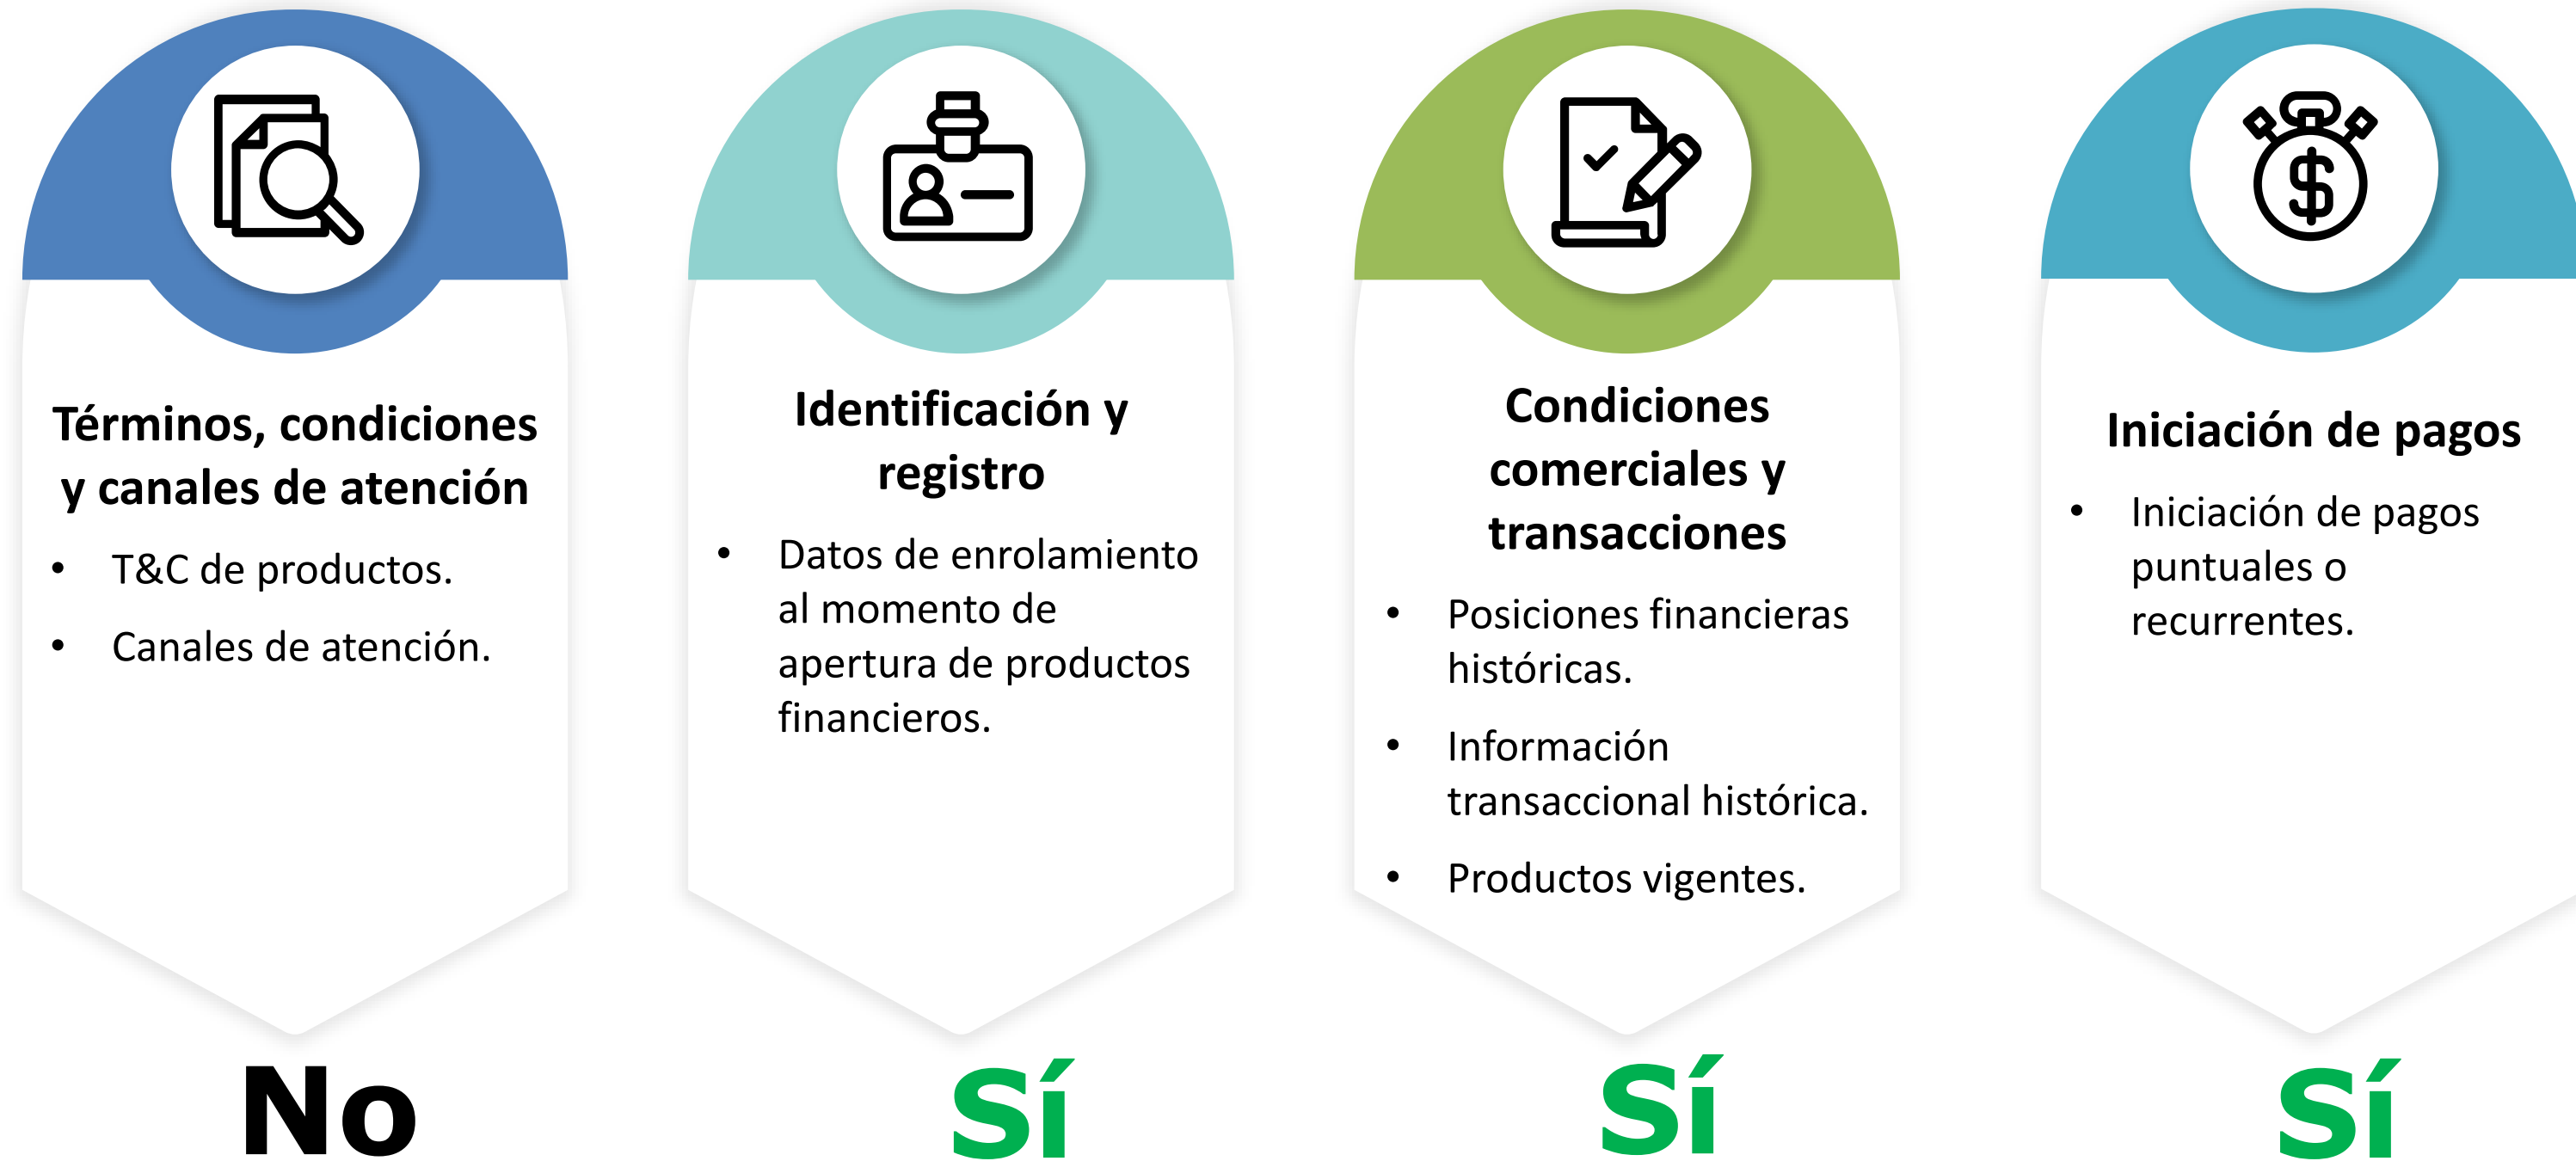 Términos, condiciones
y canales de atención
• T&C de productos.
• Canales de atención.
No
Identificación y
registro
• Datos de enrolamiento
al momento de
apertura de productos
financieros.
Sí
Condiciones
comerciales y
transacciones
• Posiciones financieras
históricas.
• Información
transaccional histórica.
• Productos vigentes.
Sí
Iniciación de pagos
• Iniciación de pagos
puntuales o
recurrentes.
Sí